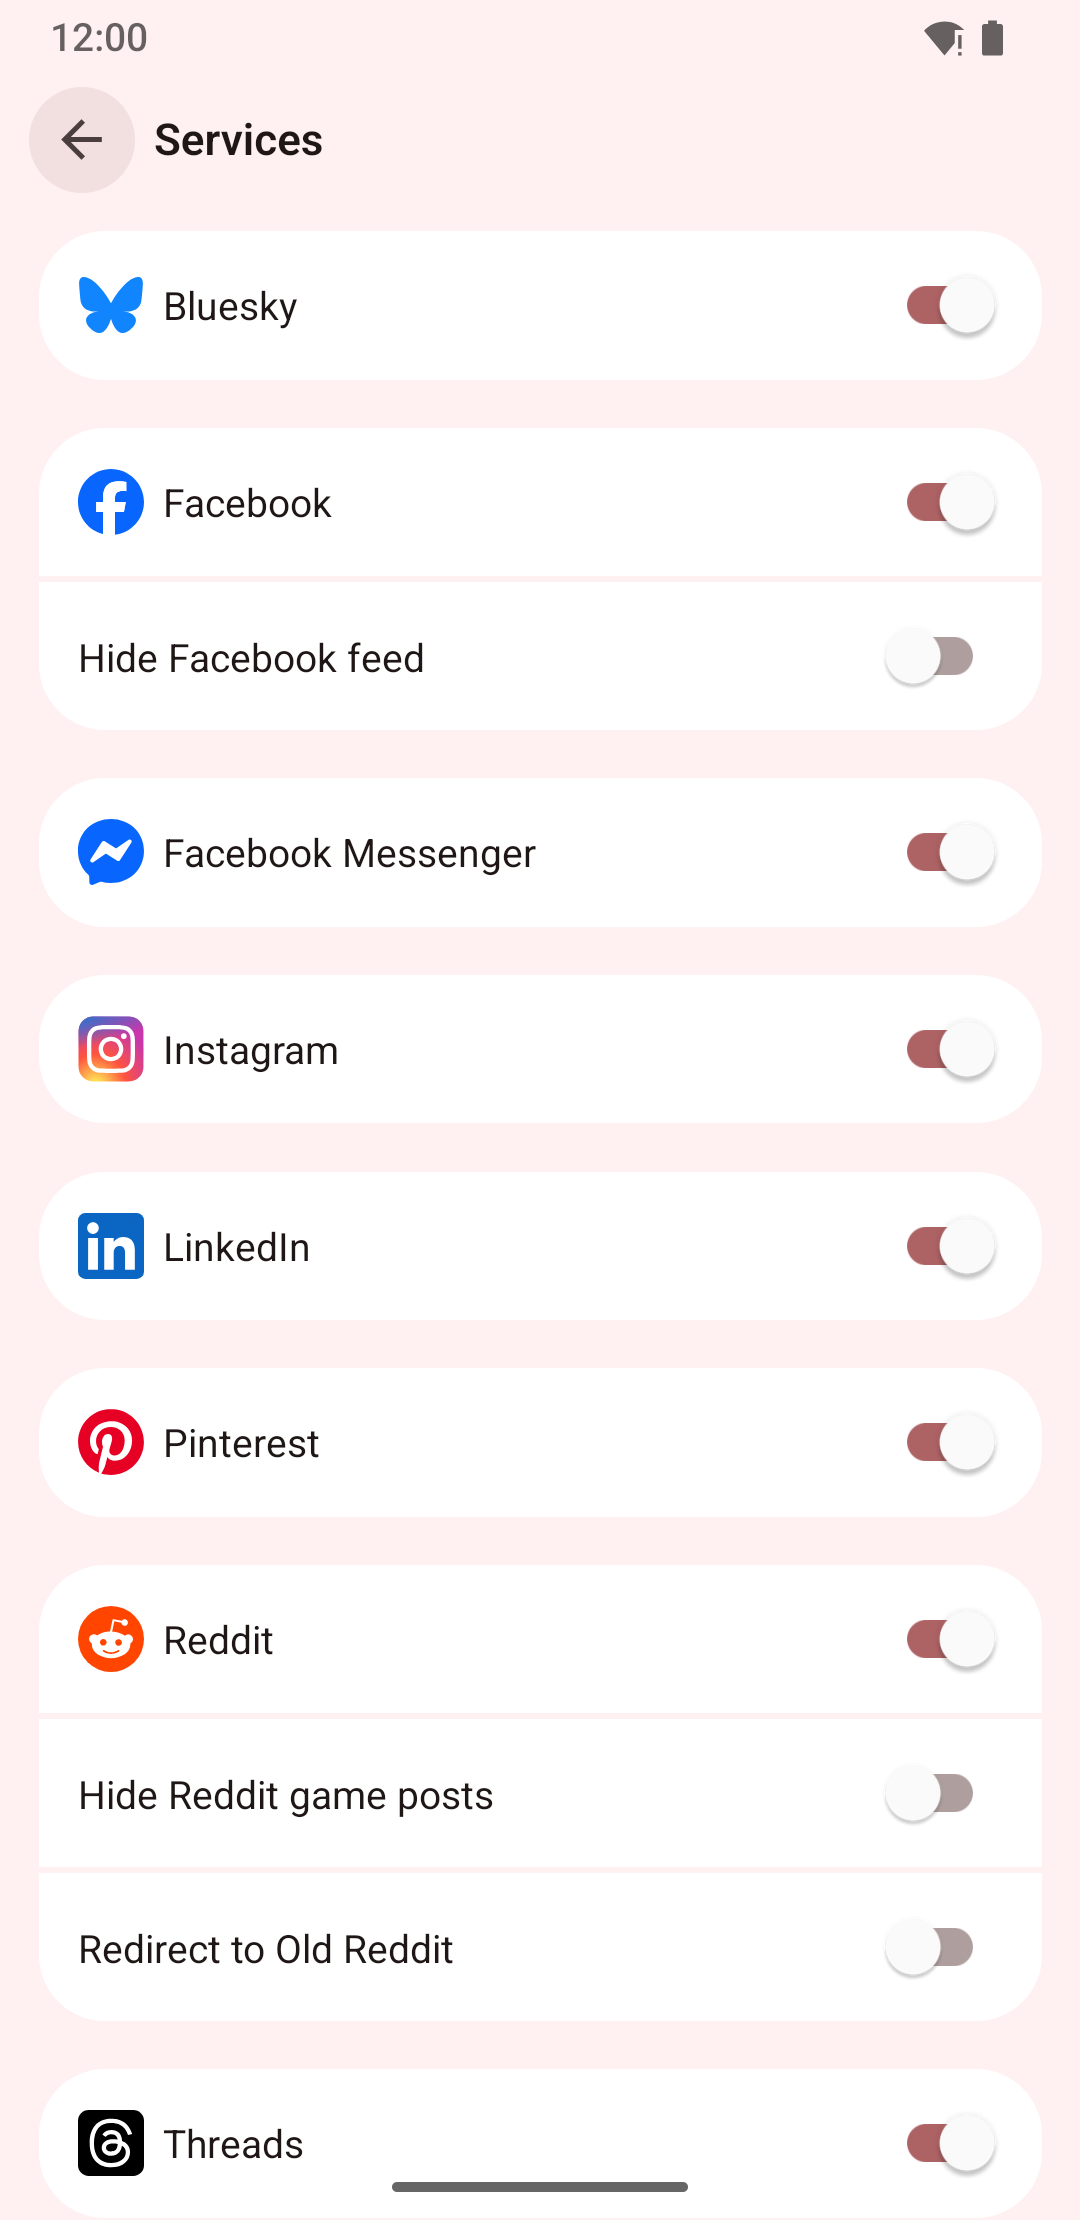 12:00
Services
Bluesky
Facebook
Hide Facebook feed
Facebook Messenger
Instagram
LinkedIn
Pinterest
Reddit
Hide Reddit game posts
Redirect to Old Reddit
Threads